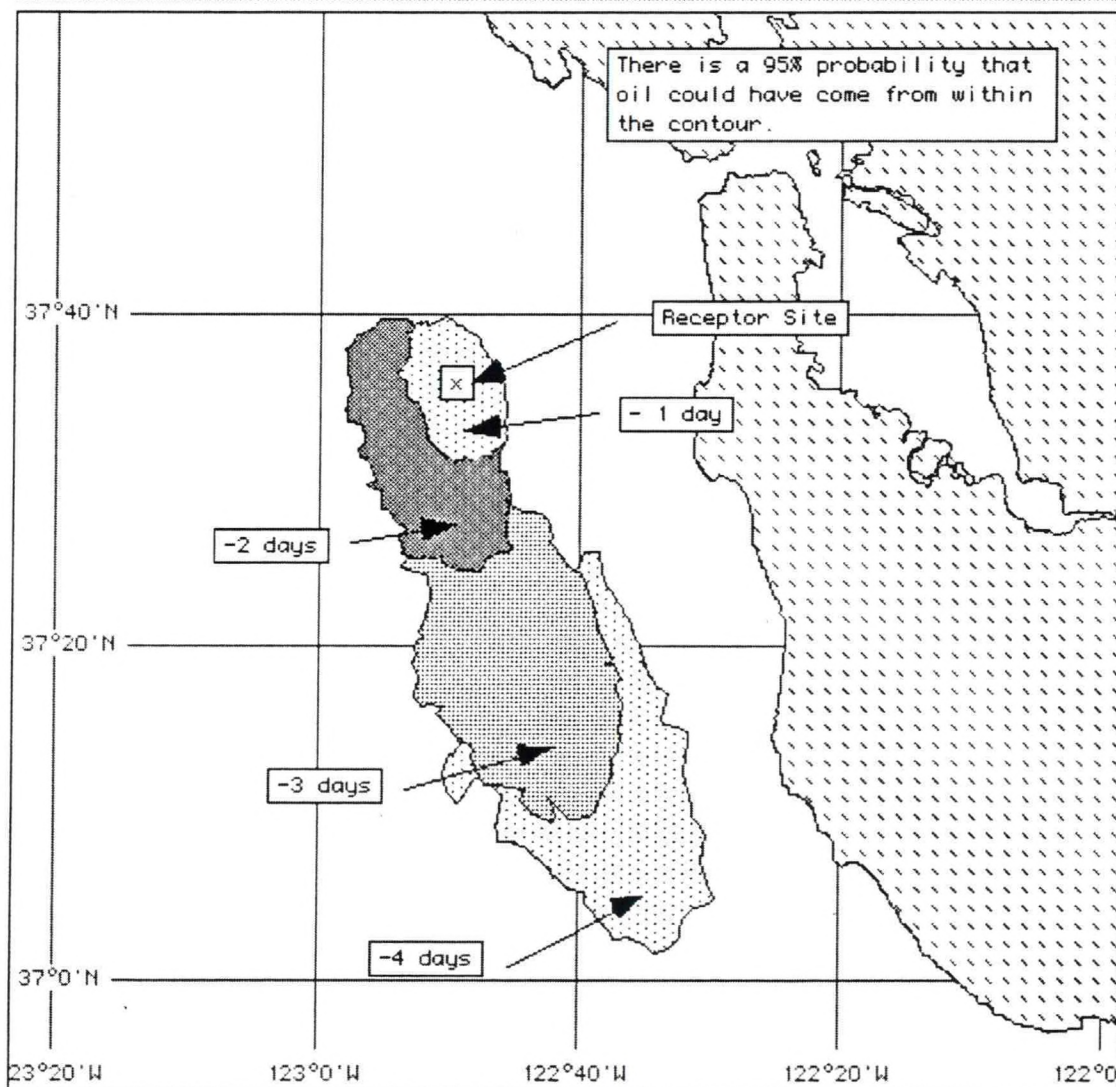 There is a 95% probability that
oil could have come from within
the contour.
37°40'N
Receptor Site
x
- 1 day
-2 days
37°20'N
-3 days
-4 days
37°0'N
23°20'W
123°0'W
122°40'W
122°20'W
122°0